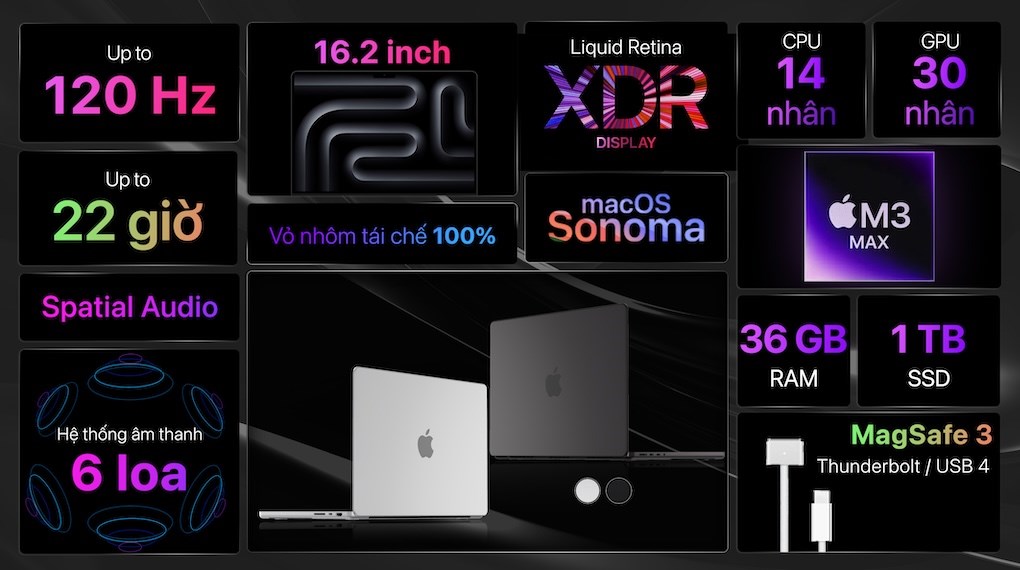 Up to
120 Hz
Up to
22 giờ
Spatial Audio
Hệ thống âm thanh
6 loa
16.2 inch
Vỏ nhôm tái chế 100%
Liquid Retina
XDR
DISPLAY
macOS
Sonoma
CPU
14
nhân
GPU
30
nhân
M3
MAX
36 GB
RAM
1 TB
SSD
MagSafe 3
Thunderbolt / USB 4